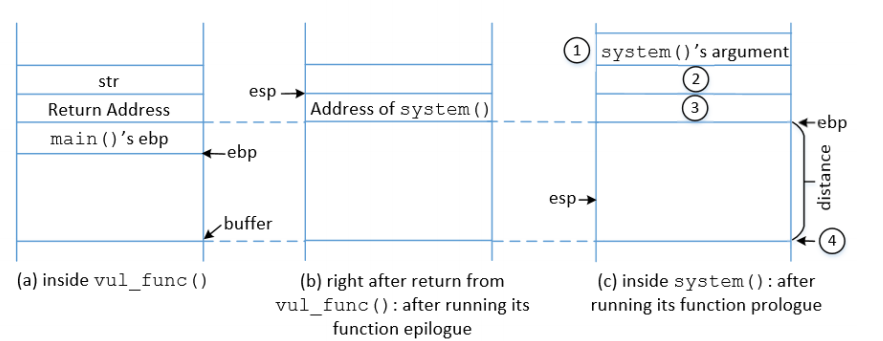 str
Return Address
main()'s ebp
ebp
buffer
(a) inside vul_func()
esp
Address of system()
(b) right after return from
vul_func(): after running its
function epilogue
1 system()'s argument
2
3
ebp
distance
esp
4
(c) inside system(): after
running its function prologue